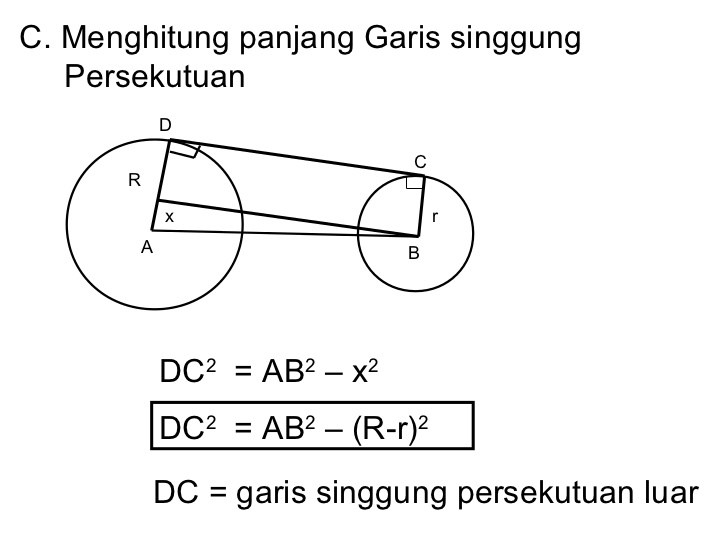 C. Menghitung panjang Garis singgung
Persekutuan
D
C
R
x
r
A
B
DC² = AB² – x²
DC² = AB² – (R-r)²
DC = garis singgung persekutuan luar